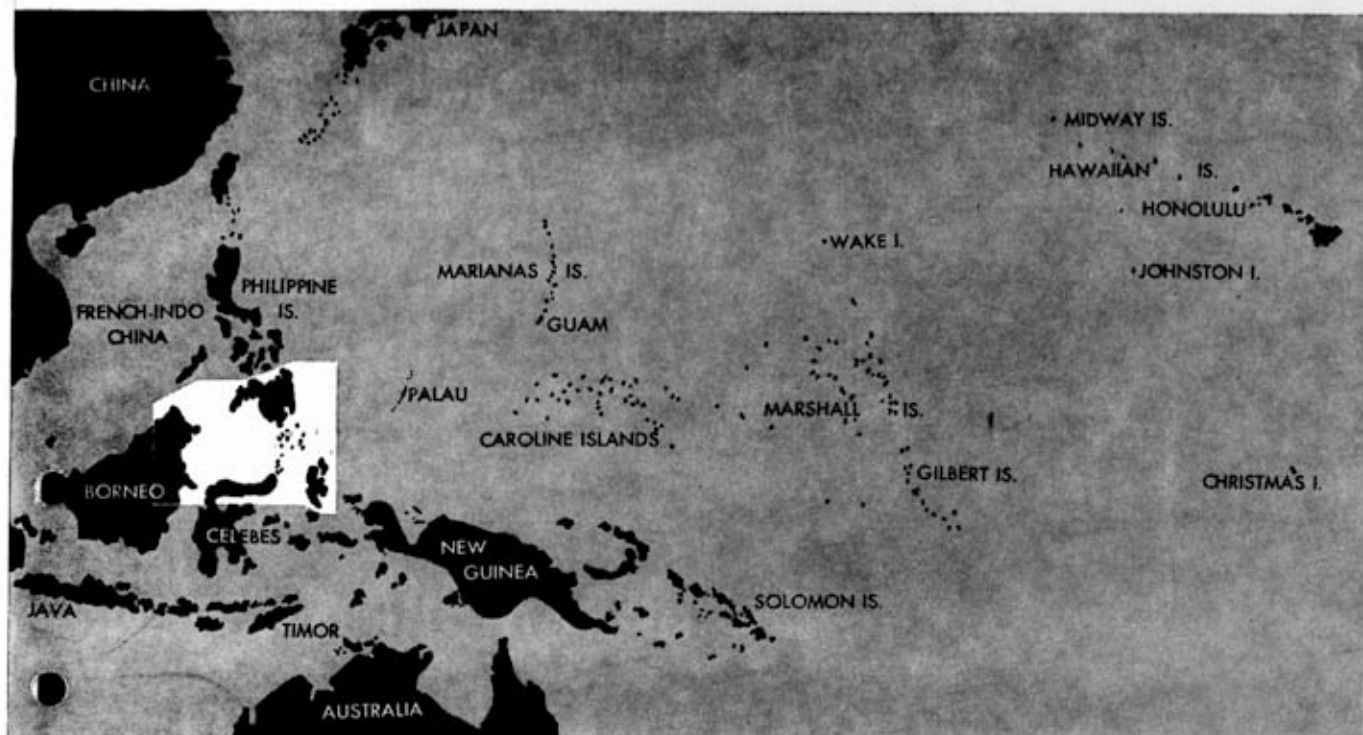 JAPAN
CHINA
MIDWAY IS.
HAWAIIAN IS.
HONOLULU
WAKE I.
MARIANAS IS.
JOHNSTON I.
PHILIPPINE
IS.
FRENCH-INDO
CHINA
GUAM
PALAU
MARSHALL IS.
CAROLINE ISLANDS
GILBERT IS.
CHRISTMAS I.
BORNEO
CELEBES
NEW
GUINEA
SOLOMON IS.
JAVA
TIMOR
AUSTRALIA